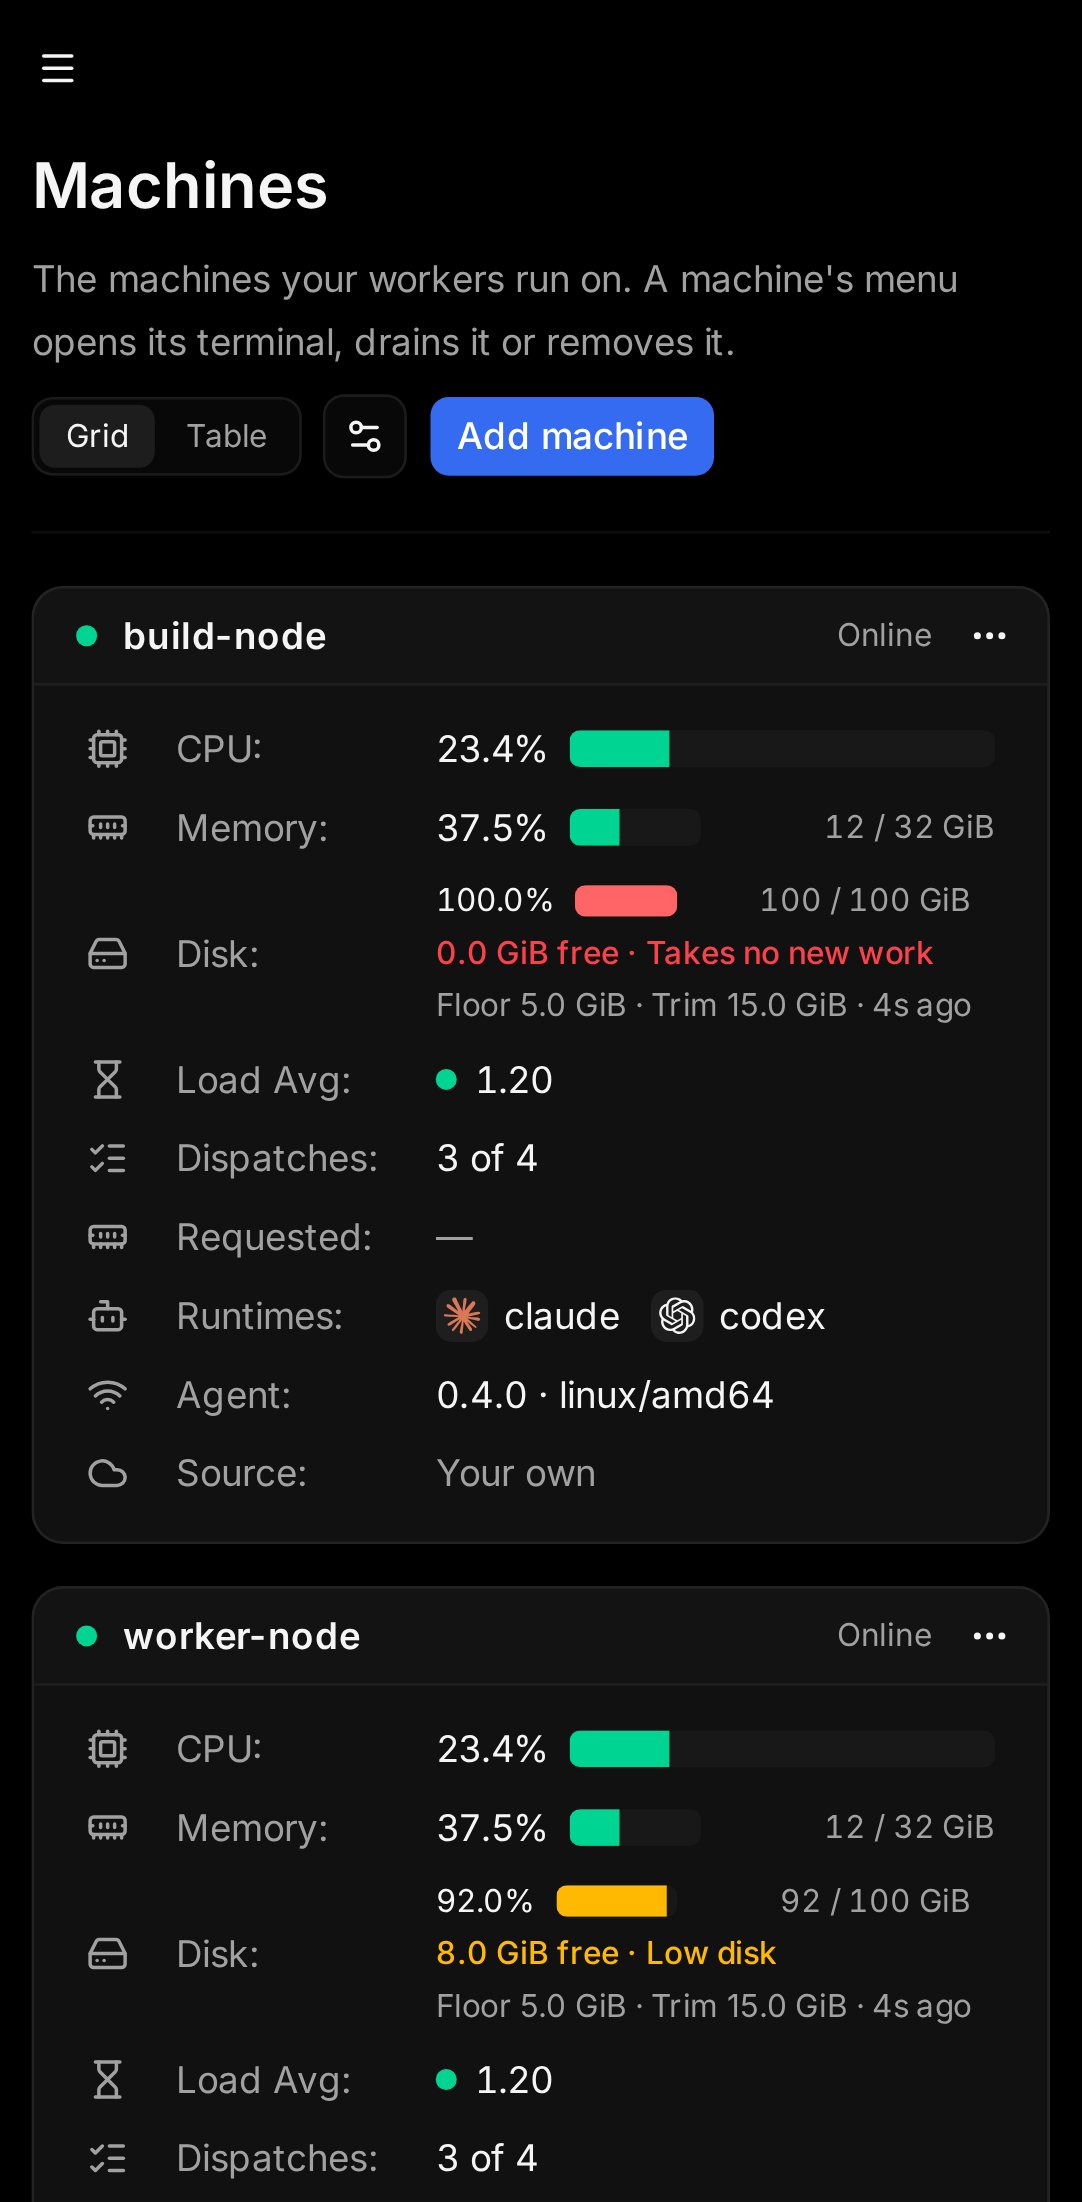 Machines
The machines your workers run on. A machine's menu
opens its terminal, drains it or removes it.
Grid Table Add machine
build-node Online
CPU: 23.4%
Memory: 37.5% 12 / 32 GiB
100.0% 100 / 100 GiB
Disk: 0.0 GiB free · Takes no new work
Floor 5.0 GiB · Trim 15.0 GiB · 4s ago
Load Avg: 1.20
Dispatches: 3 of 4
Requested: —
Runtimes: claude codex
Agent: 0.4.0 · linux/amd64
Source: Your own
worker-node Online
CPU: 23.4%
Memory: 37.5% 12 / 32 GiB
92.0% 92 / 100 GiB
Disk: 8.0 GiB free · Low disk
Floor 5.0 GiB · Trim 15.0 GiB · 4s ago
Load Avg: 1.20
Dispatches: 3 of 4